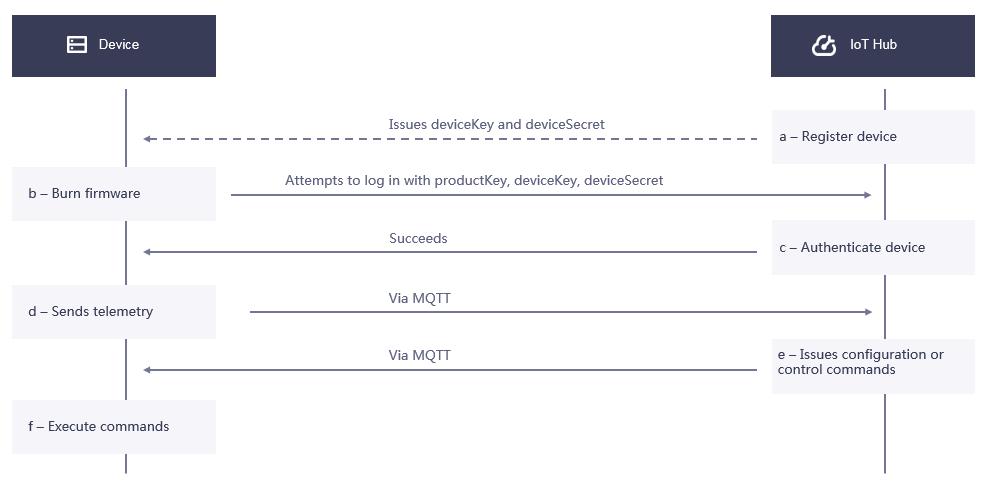 Device
IoT Hub
Issues deviceKey and deviceSecret
a – Register device
Attempts to log in with productKey, deviceKey, deviceSecret
b – Burn firmware
Succeeds
c – Authenticate device
Via MQTT
d – Sends telemetry
Via MQTT
e – Issues configuration or
control commands
f – Execute commands